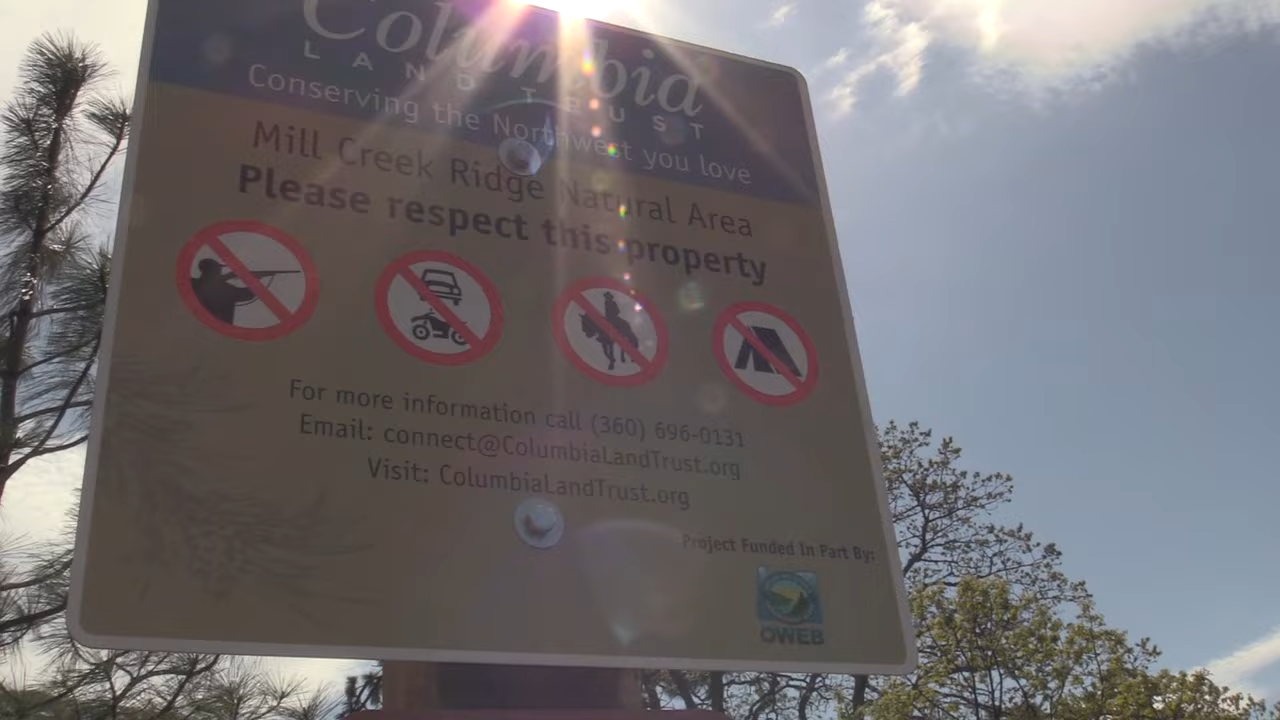 Columbia
LAND TRUST
Conserving the Northwest you love
Mill Creek Ridge Natural Area
Please respect this property
For more information call (360) 696-0131
Email: connect@ColumbiaLandTrust.org
Visit: ColumbiaLandTrust.org
Project Funded In Part By:
OWEB